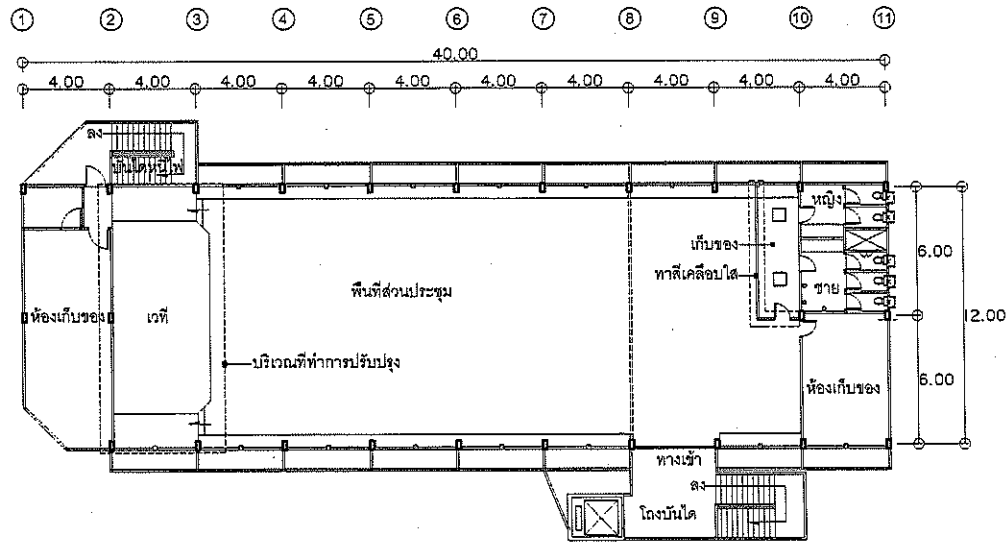 1 2 3 4 5 6 7 8 9 10 11
40.00
4.00 4.00 4.00 4.00 4.00 4.00 4.00 4.00 4.00 4.00
ลง
บันไดหนีไฟ
หญิง
เก็บของ
6.00
ทาสีเคลือบใส
ชาย
พื้นที่ส่วนประชุม
ห้องเก็บของ
เวที
12.00
บริเวณที่ทำการปรับปรุง
6.00
ห้องเก็บของ
ทางเข้า
ลง
โถงบันได